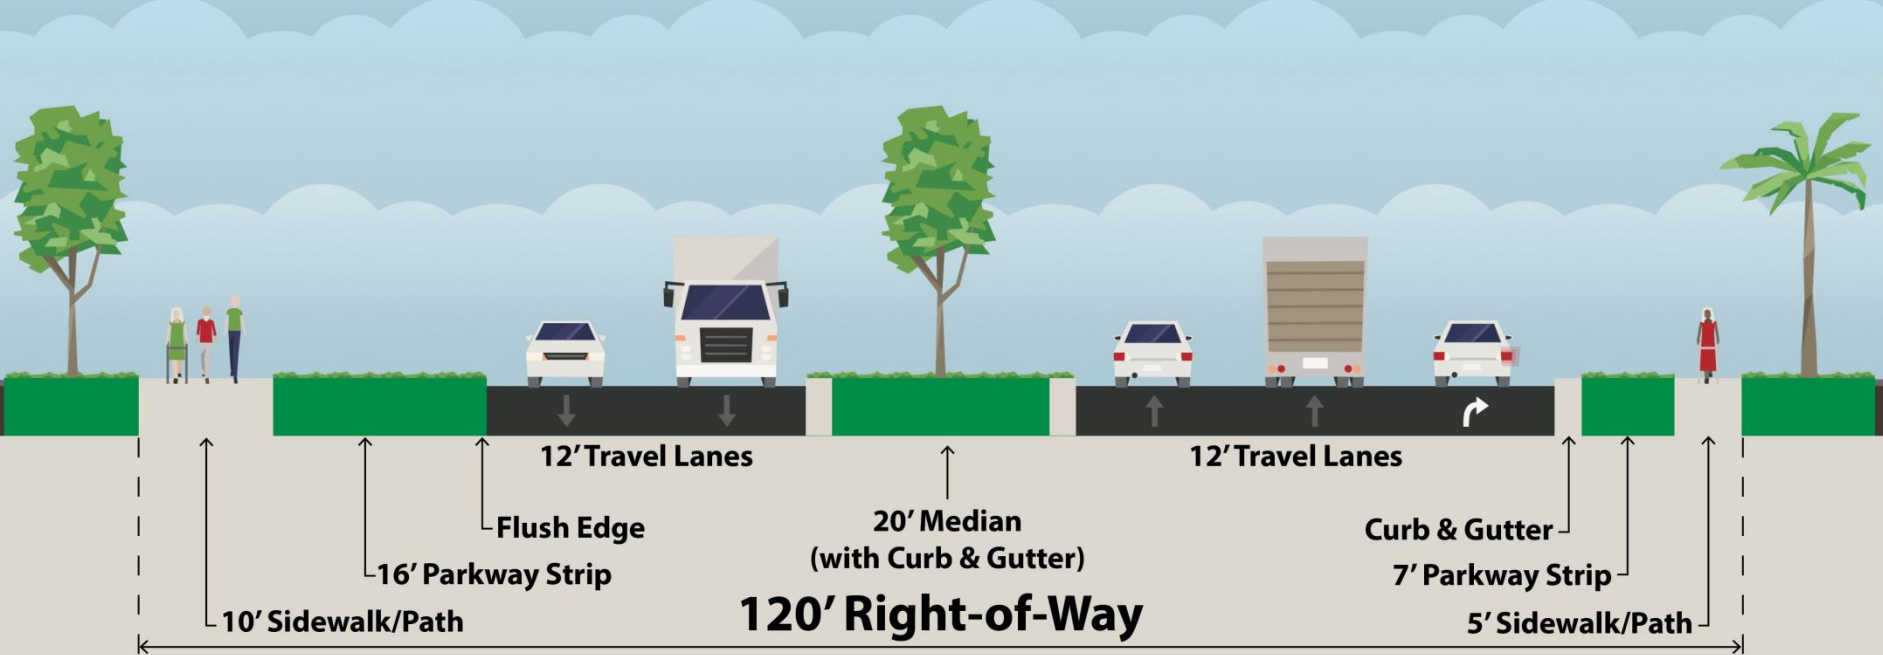 12' Travel Lanes
12' Travel Lanes
Flush Edge
20' Median
(with Curb & Gutter)
Curb & Gutter
16' Parkway Strip
7' Parkway Strip
10' Sidewalk/Path
120' Right-of-Way
5' Sidewalk/Path